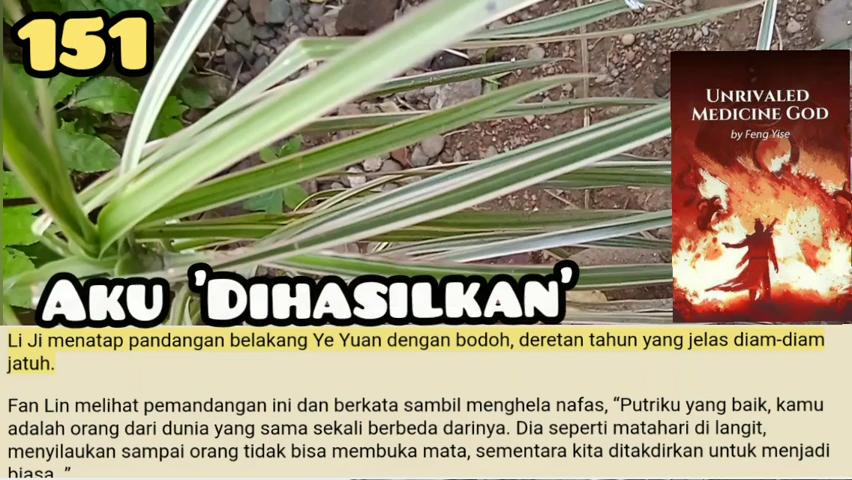 151
UNRIVALED
MEDICINE GOD
by Feng Yise
AKU 'DIHASILKAN'
Li Ji menatap pandangan belakang Ye Yuan dengan bodoh, deretan tahun yang jelas diam-diam
jatuh.
Fan Lin melihat pemandangan ini dan berkata sambil menghela nafas, “Putriku yang baik, kamu
adalah orang dari dunia yang sama sekali berbeda darinya. Dia seperti matahari di langit,
menyilaukan sampai orang tidak bisa membuka mata, sementara kita ditakdirkan untuk menjadi
biasa. ”